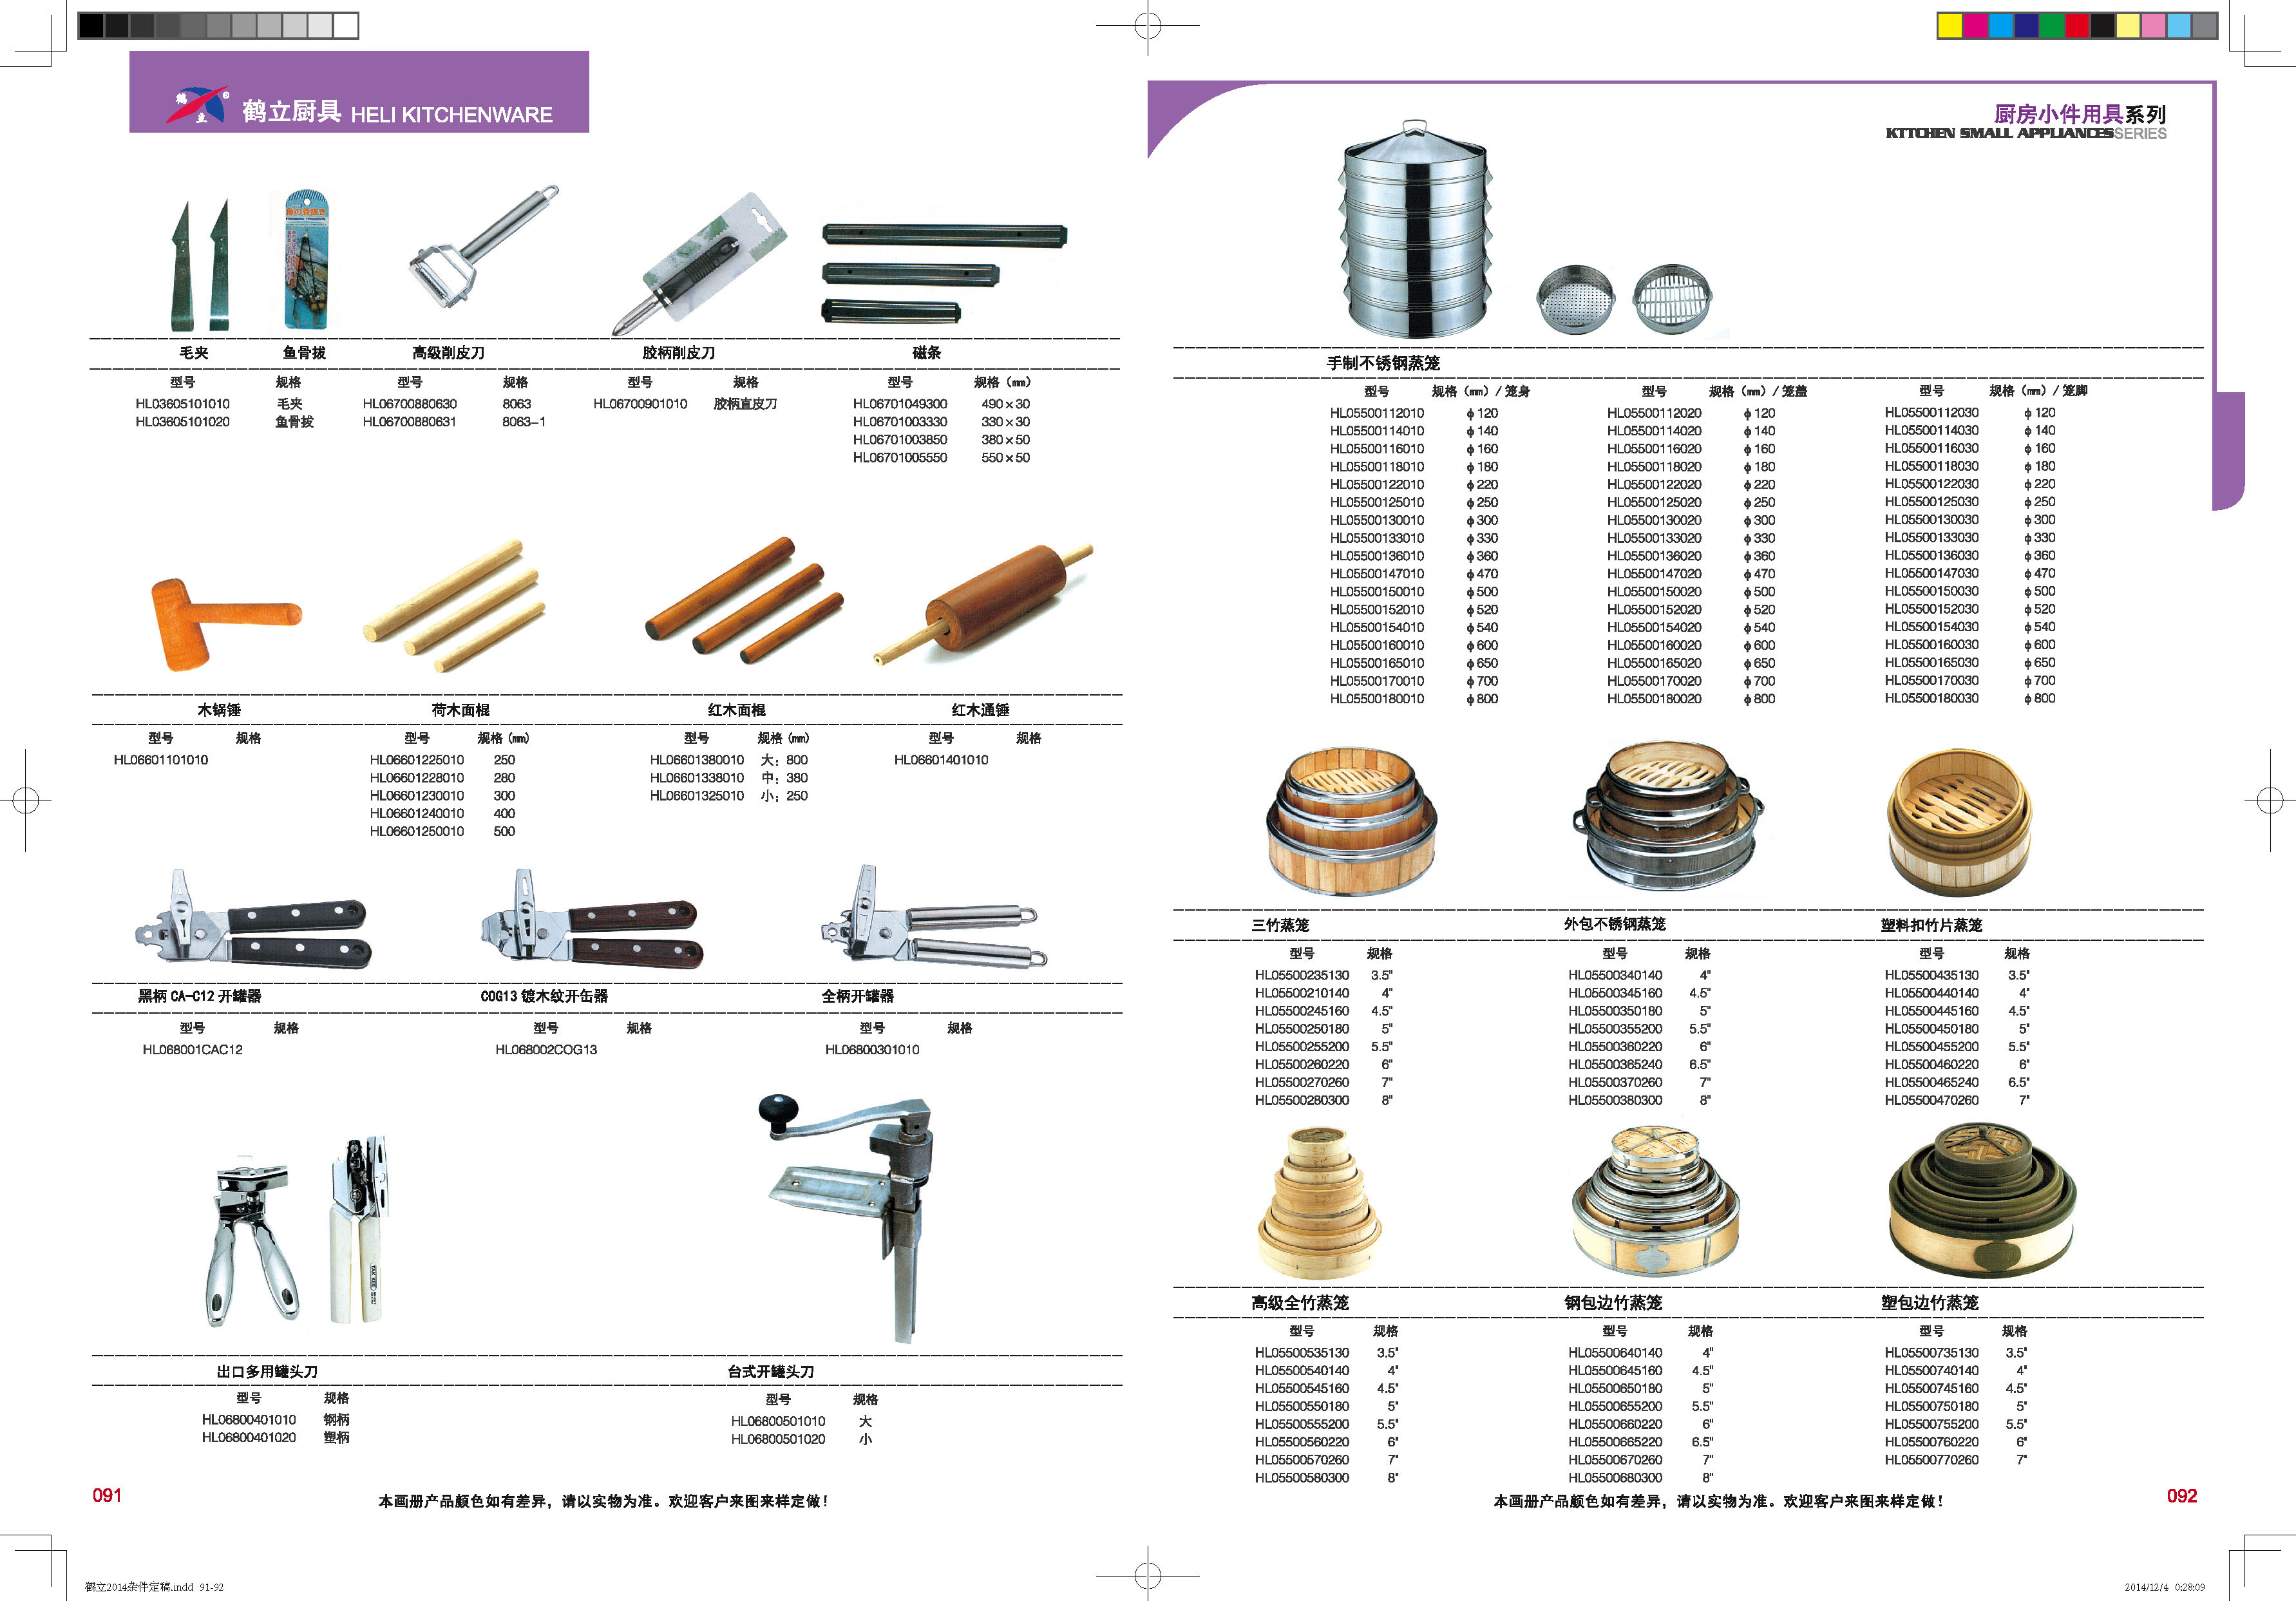 鹤立厨具 HELI KITCHENWARE
毛夹 鱼骨拔 高级削皮刀 胶柄削皮刀 磁条
型号 规格 型号 规格 型号 规格 型号 规格（mm）
HL03605101010 毛夹 HL06700880630 8063 HL06700901010 胶柄直皮刀 HL06701049300 490×30
HL03605101020 鱼骨拔 HL06700880631 8063-1 HL06701003330 330×30
HL06701003850 380×50
HL06701005550 550×50
木锅锤 荷木面棍 红木面棍 红木通锤
型号 规格 型号 规格(mm) 型号 规格(mm) 型号 规格
HL06601101010 HL06601225010 250 HL06601380010 大：800 HL06601401010
HL06601228010 280 HL06601338010 中：380
HL06601230010 300 HL06601325010 小：250
HL06601240010 400
HL06601250010 500
黑柄 CA-C12 开罐器 COG13 镀木纹开缶器 全柄开罐器
型号 规格 型号 规格 型号 规格
HL068001CAC12 HL068002COG13 HL06800301010
出口多用罐头刀 台式开罐头刀
型号 规格 型号 规格
HL06800401010 钢柄 HL06800501010 大
HL06800401020 塑柄 HL06800501020 小
091
本画册产品颜色如有差异，请以实物为准。欢迎客户来图来样定做！
厨房小件用具系列
KTTCHEN SMALL APPLIANCESSERIES
手制不锈钢蒸笼
型号 规格（mm）/笼身 型号 规格（mm）/笼盖 型号 规格（mm）/笼脚
HL05500112010 φ120 HL05500112020 φ120 HL05500112030 φ120
HL05500114010 φ140 HL05500114020 φ140 HL05500114030 φ140
HL05500116010 φ160 HL05500116020 φ160 HL05500116030 φ160
HL05500118010 φ180 HL05500118020 φ180 HL05500118030 φ180
HL05500122010 φ220 HL05500122020 φ220 HL05500122030 φ220
HL05500125010 φ250 HL05500125020 φ250 HL05500125030 φ250
HL05500130010 φ300 HL05500130020 φ300 HL05500130030 φ300
HL05500133010 φ330 HL05500133020 φ330 HL05500133030 φ330
HL05500136010 φ360 HL05500136020 φ360 HL05500136030 φ360
HL05500147010 φ470 HL05500147020 φ470 HL05500147030 φ470
HL05500150010 φ500 HL05500150020 φ500 HL05500150030 φ500
HL05500152010 φ520 HL05500152020 φ520 HL05500152030 φ520
HL05500154010 φ540 HL05500154020 φ540 HL05500154030 φ540
HL05500160010 φ600 HL05500160020 φ600 HL05500160030 φ600
HL05500165010 φ650 HL05500165020 φ650 HL05500165030 φ650
HL05500170010 φ700 HL05500170020 φ700 HL05500170030 φ700
HL05500180010 φ800 HL05500180020 φ800 HL05500180030 φ800
三竹蒸笼 外包不锈钢蒸笼 塑料扣竹片蒸笼
型号 规格 型号 规格 型号 规格
HL05500235130 3.5" HL05500340140 4" HL05500435130 3.5"
HL05500210140 4" HL05500345160 4.5" HL05500440140 4"
HL05500245160 4.5" HL05500350180 5" HL05500445160 4.5"
HL05500250180 5" HL05500355200 5.5" HL05500450180 5"
HL05500255200 5.5" HL05500360220 6" HL05500455200 5.5"
HL05500260220 6" HL05500365240 6.5" HL05500460220 6"
HL05500270260 7" HL05500370260 7" HL05500465240 6.5"
HL05500280300 8" HL05500380300 8" HL05500470260 7"
高级全竹蒸笼 钢包边竹蒸笼 塑包边竹蒸笼
型号 规格 型号 规格 型号 规格
HL05500535130 3.5" HL05500640140 4" HL05500735130 3.5"
HL05500540140 4" HL05500645160 4.5" HL05500740140 4"
HL05500545160 4.5" HL05500650180 5" HL05500745160 4.5"
HL05500550180 5" HL05500655200 5.5" HL05500750180 5"
HL05500555200 5.5" HL05500660220 6" HL05500755200 5.5"
HL05500560220 6" HL05500665220 6.5" HL05500760220 6"
HL05500570260 7" HL05500670260 7" HL05500770260 7"
HL05500580300 8" HL05500680300 8"
本画册产品颜色如有差异，请以实物为准。欢迎客户来图来样定做！
092
鹤立2014杂件定稿.indd 91-92
2014/12/4 0:28:09